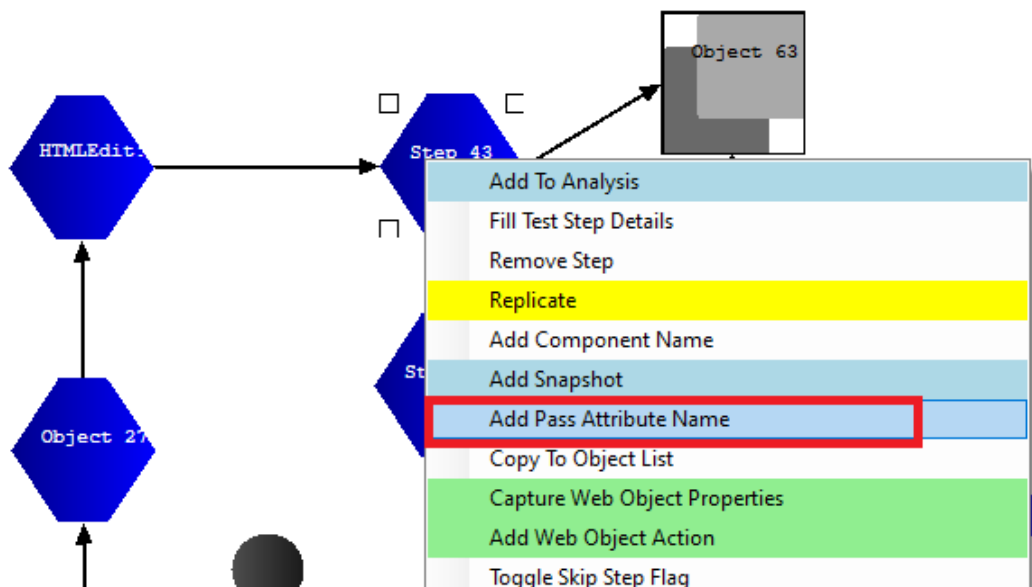 Object 63
HTMLEdit
Step 43
Add To Analysis
Fill Test Step Details
Remove Step
Replicate
Add Component Name
St
Add Snapshot
Add Pass Attribute Name
Object 27
Copy To Object List
Capture Web Object Properties
Add Web Object Action
Toggle Skip Step Flag